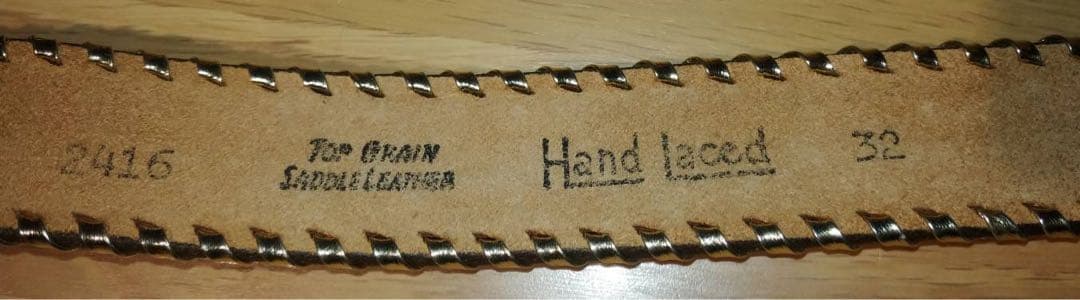 2416
TOP GRAIN
SADDLE LEATHER
Hand Laced
32